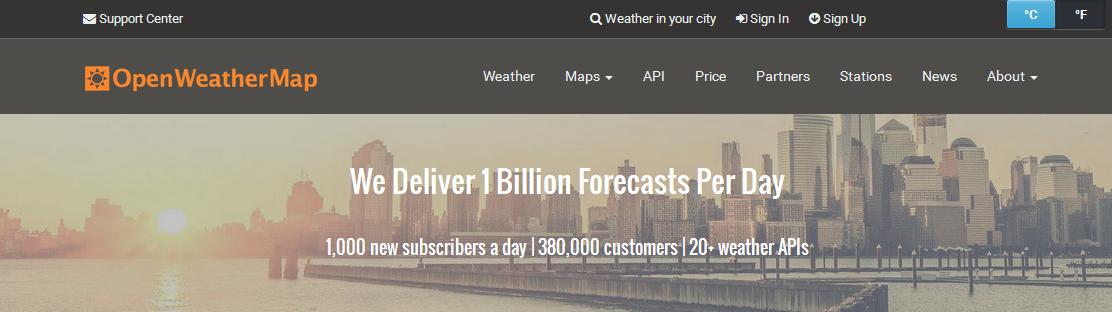 Support Center
Weather in your city Sign In Sign Up
°C °F
OpenWeatherMap
Weather Maps API Price Partners Stations News About
We Deliver 1 Billion Forecasts Per Day
1,000 new subscribers a day | 380,000 customers | 20+ weather APIs